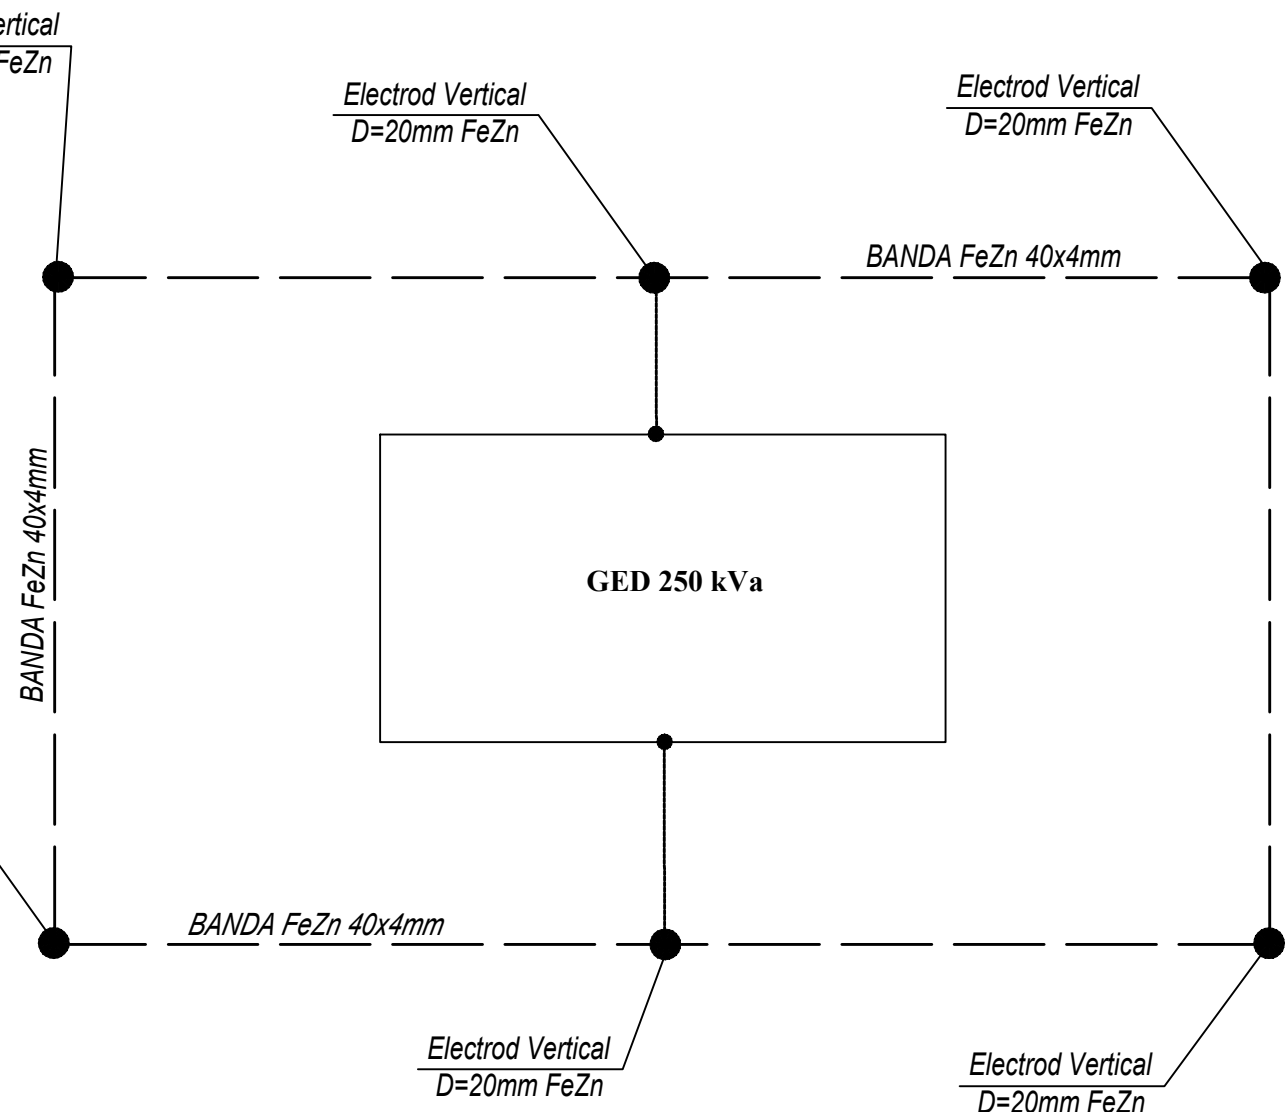 Electrod Vertical
D=20mm FeZn
Electrod Vertical
D=20mm FeZn
FeZn
BANDA FeZn 40x4mm
BANDA FeZn 40x4mm
GED 250 kVa
BANDA FeZn 40x4mm
Electrod Vertical
D=20mm FeZn
Electrod Vertical
D=20mm FeZn